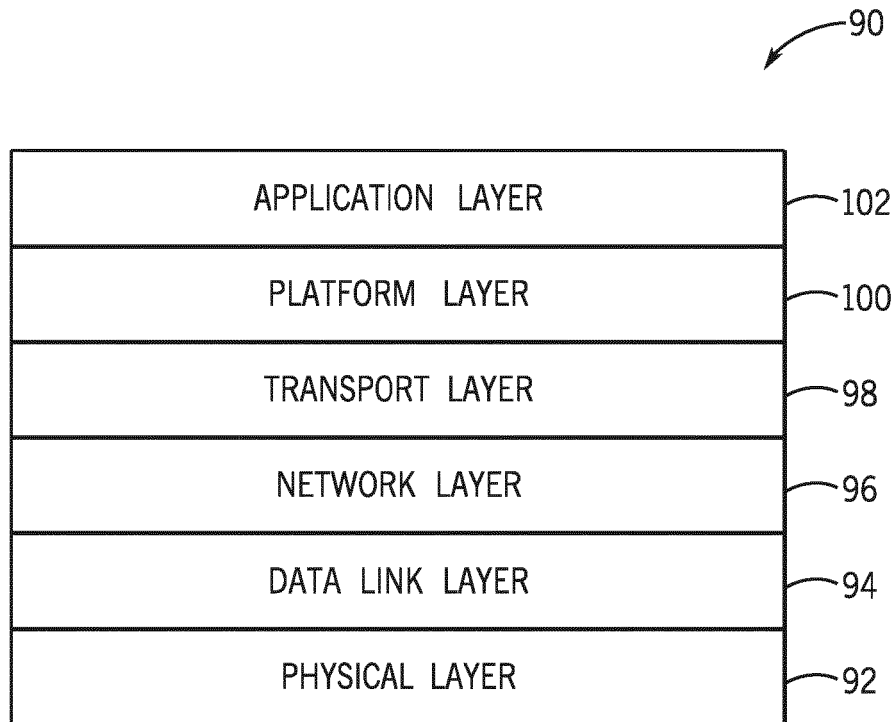 90
APPLICATION LAYER 102
PLATFORM LAYER 100
TRANSPORT LAYER 98
NETWORK LAYER 96
DATA LINK LAYER 94
PHYSICAL LAYER 92